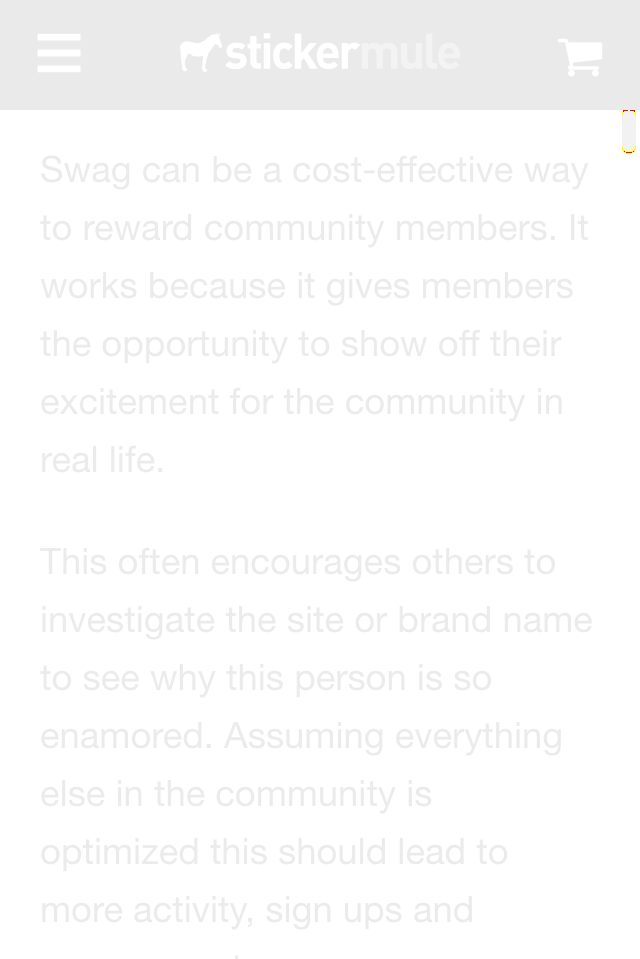 stickermule
Swag can be a cost-effective way
to reward community members. It
works because it gives members
the opportunity to show off their
excitement for the community in
real life.
This often encourages others to
investigate the site or brand name
to see why this person is so
enamored. Assuming everything
else in the community is
optimized this should lead to
more activity, sign ups and